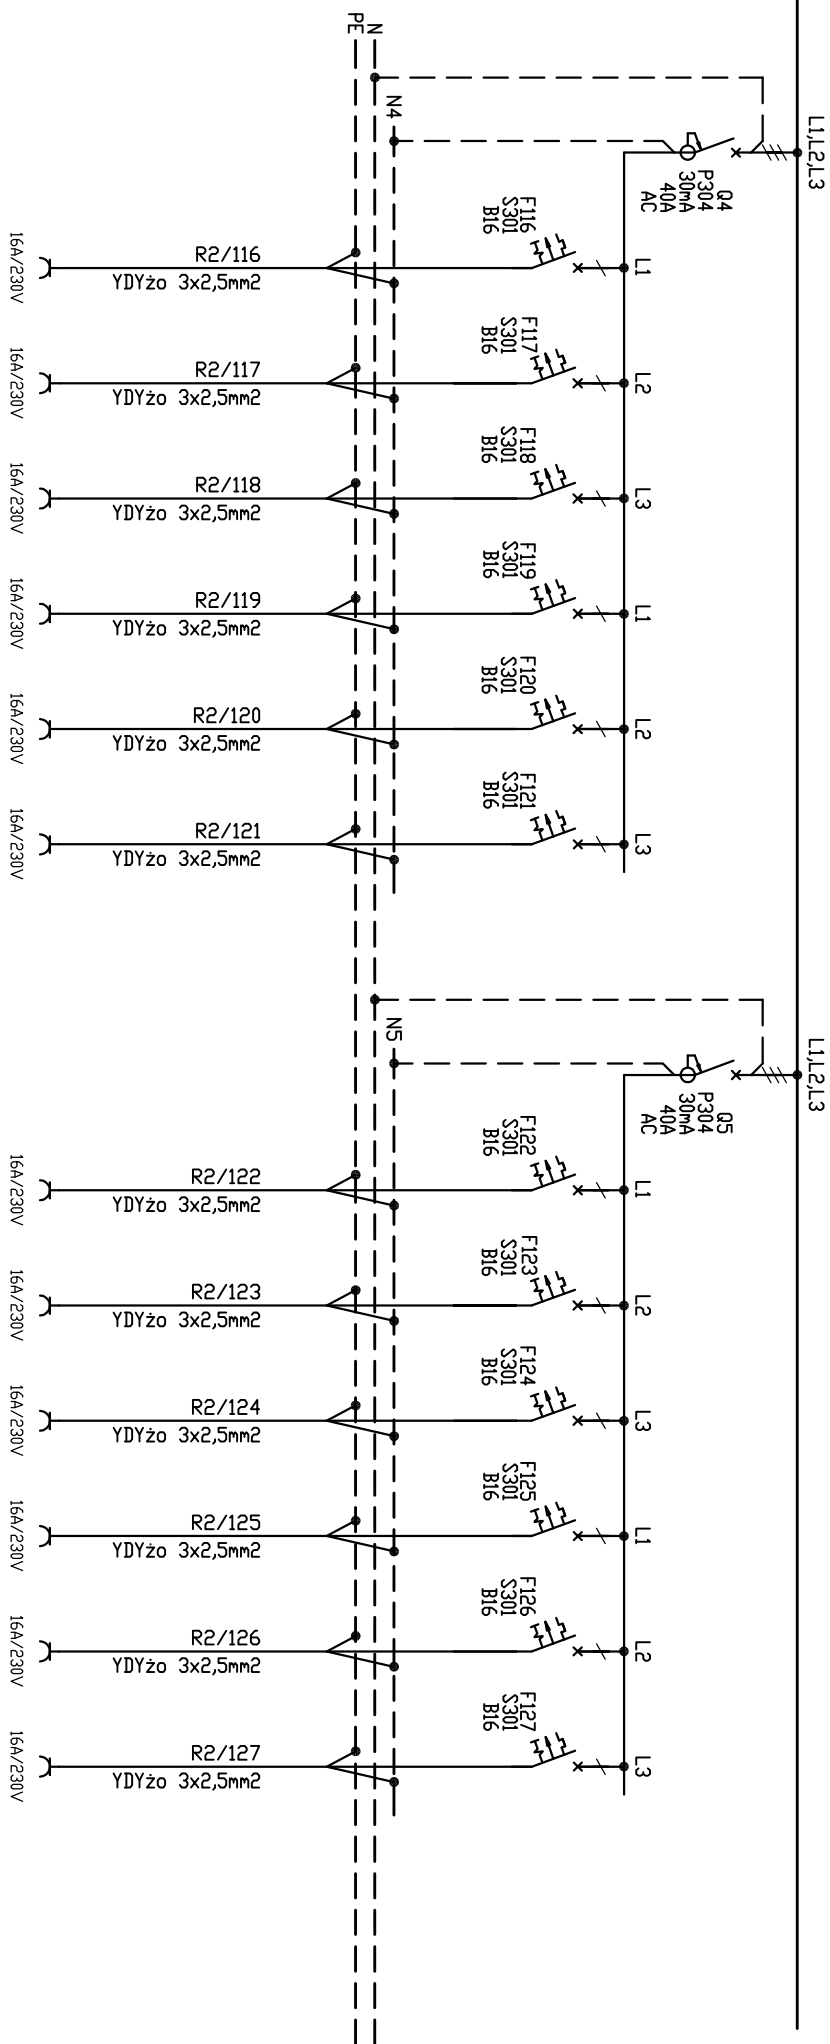 L1,L2,L3
Q4
P304
30mA
40A
AC
N
PE
N4
L1
F116
S301
B16
R2/116
YDYżo 3x2,5mm2
16A/230V
L2
F117
S301
B16
R2/117
YDYżo 3x2,5mm2
16A/230V
L3
F118
S301
B16
R2/118
YDYżo 3x2,5mm2
16A/230V
L1
F119
S301
B16
R2/119
YDYżo 3x2,5mm2
16A/230V
L2
F120
S301
B16
R2/120
YDYżo 3x2,5mm2
16A/230V
L3
F121
S301
B16
R2/121
YDYżo 3x2,5mm2
16A/230V
L1,L2,L3
Q5
P304
30mA
40A
AC
N5
L1
F122
S301
B16
R2/122
YDYżo 3x2,5mm2
16A/230V
L2
F123
S301
B16
R2/123
YDYżo 3x2,5mm2
16A/230V
L3
F124
S301
B16
R2/124
YDYżo 3x2,5mm2
16A/230V
L1
F125
S301
B16
R2/125
YDYżo 3x2,5mm2
16A/230V
L2
F126
S301
B16
R2/126
YDYżo 3x2,5mm2
16A/230V
L3
F127
S301
B16
R2/127
YDYżo 3x2,5mm2
16A/230V